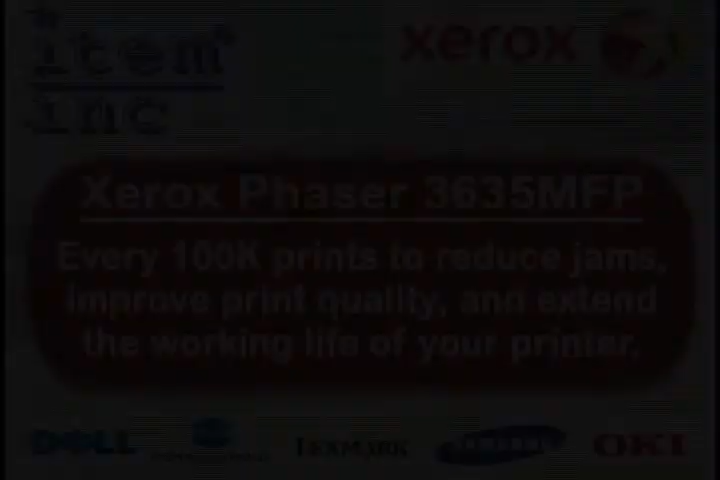 item
inc
xerox
Xerox Phaser 3635MFP
Every 100K prints to reduce jams,
improve print quality, and extend
the working life of your printer.
DELL
LEXMARK
SAMSUNG
OKI